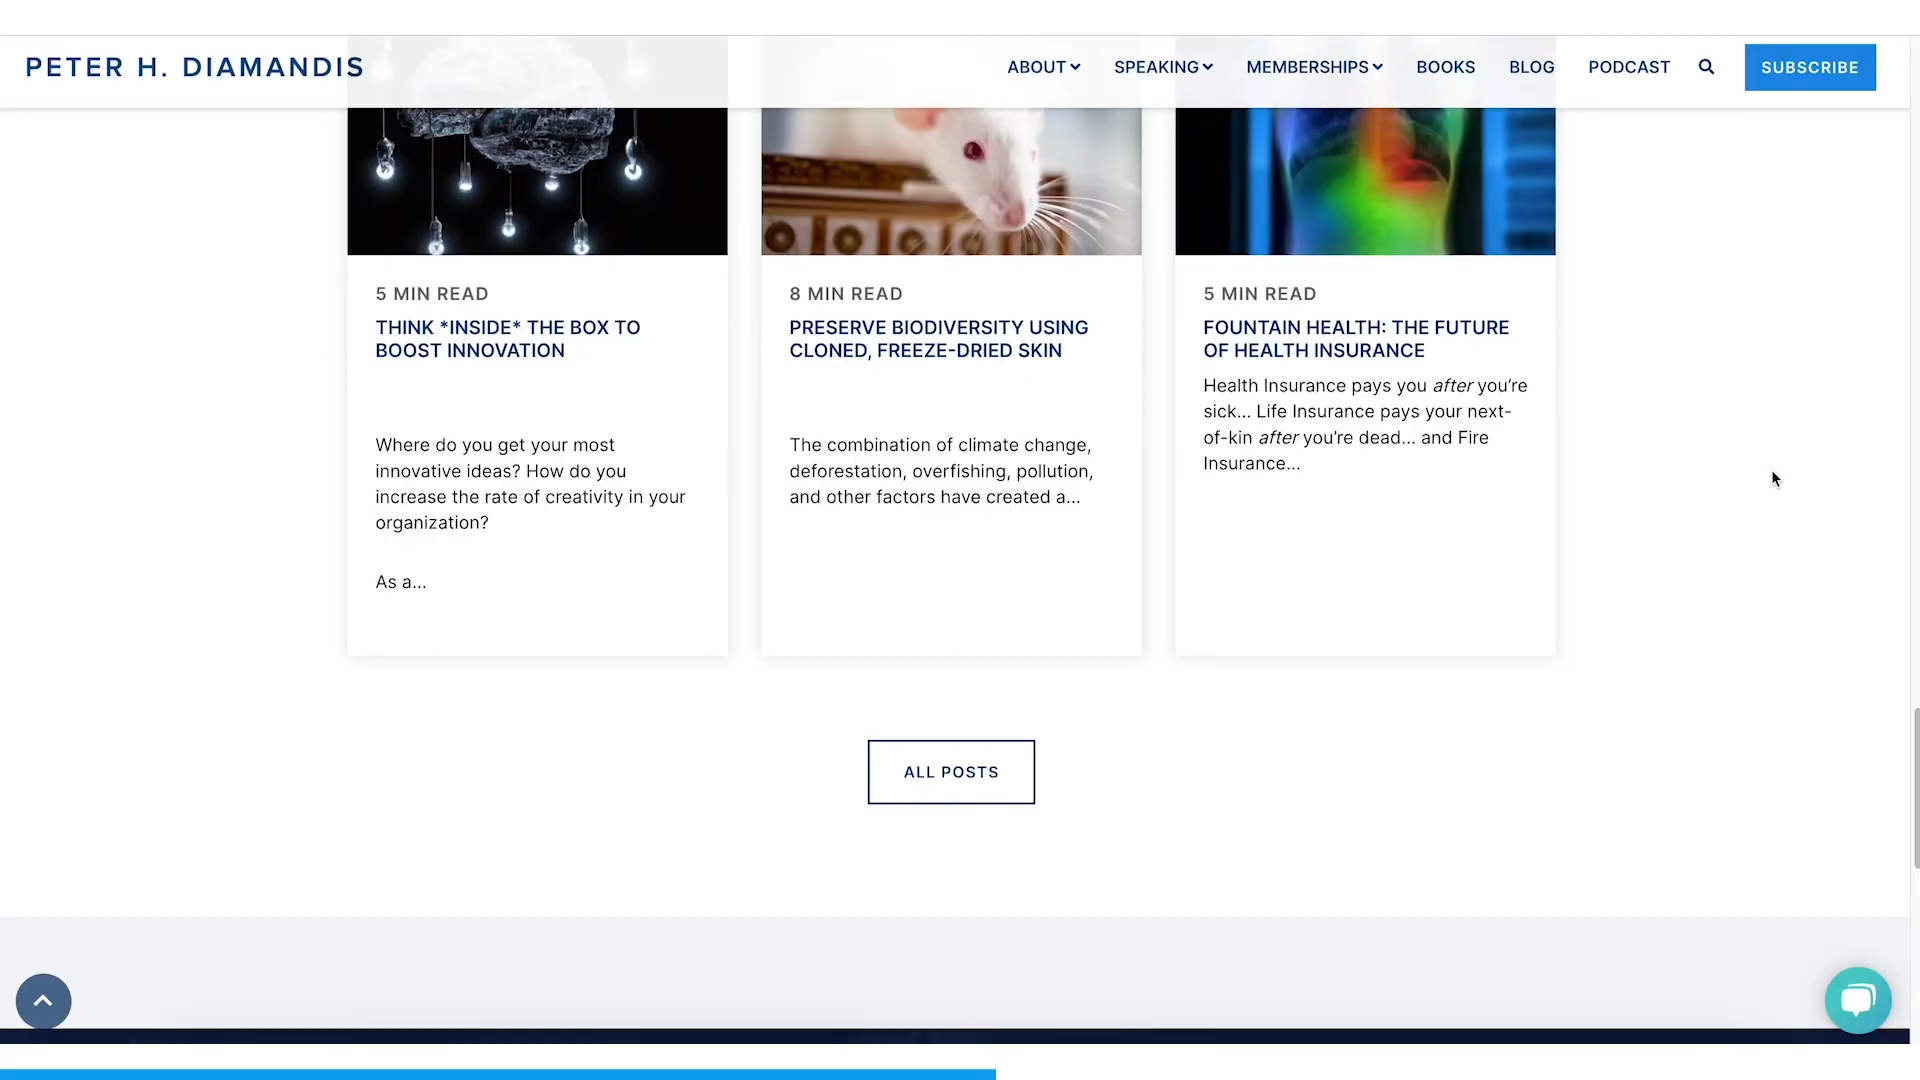 PETER H. DIAMANDIS
ABOUT SPEAKING MEMBERSHIPS BOOKS BLOG PODCAST SUBSCRIBE
5 MIN READ
THINK *INSIDE* THE BOX TO
BOOST INNOVATION
Where do you get your most
innovative ideas? How do you
increase the rate of creativity in your
organization?
As a...
8 MIN READ
PRESERVE BIODIVERSITY USING
CLONED, FREEZE-DRIED SKIN
The combination of climate change,
deforestation, overfishing, pollution,
and other factors have created a...
5 MIN READ
FOUNTAIN HEALTH: THE FUTURE
OF HEALTH INSURANCE
Health Insurance pays you after you’re
sick... Life Insurance pays your next-
of-kin after you’re dead... and Fire
Insurance...
ALL POSTS